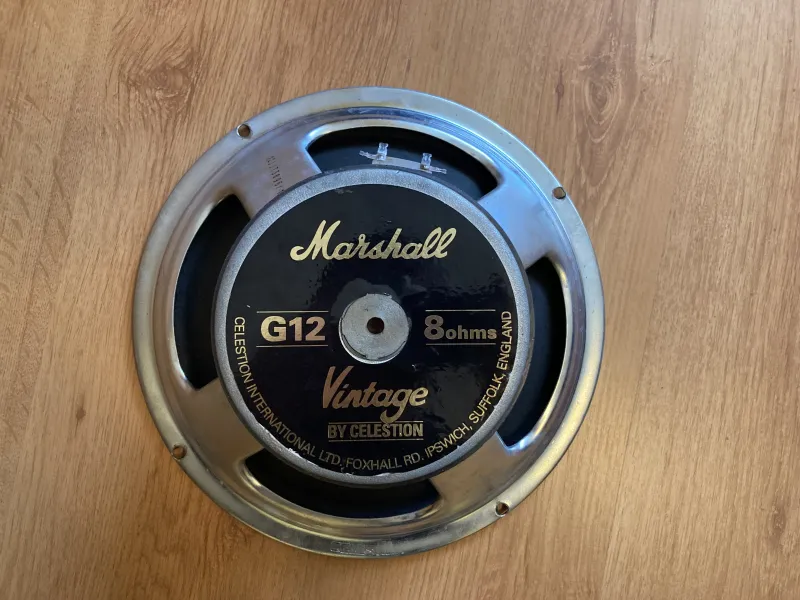 Marshall
G12
8ohms
Vintage
BY CELESTION
CELESTION INTERNATIONAL LTD. FOXHALL RD. IPSWICH, SUFFOLK, ENGLAND